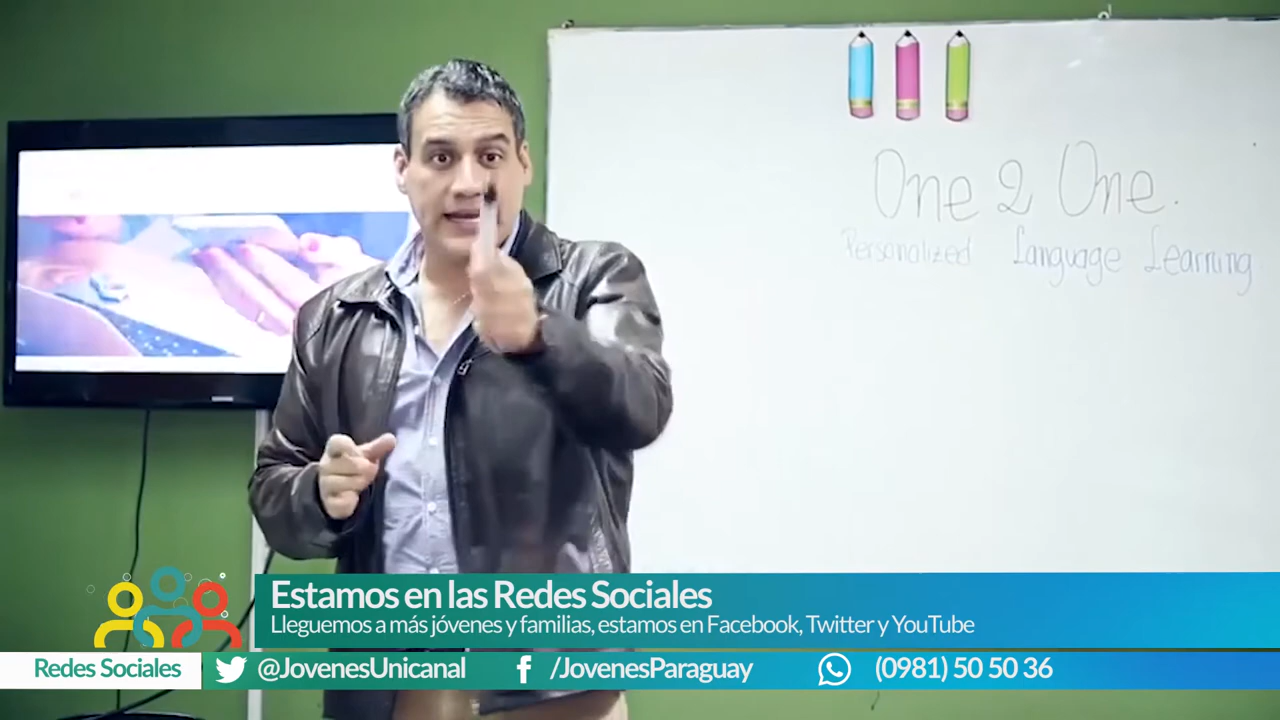 One 2 One.
Personalized Language Learning
Estamos en las Redes Sociales
Lleguemos a más jóvenes y familias, estamos en Facebook, Twitter y YouTube
Redes Sociales @JovenesUnicanal /JovenesParaguay (0981) 50 50 36